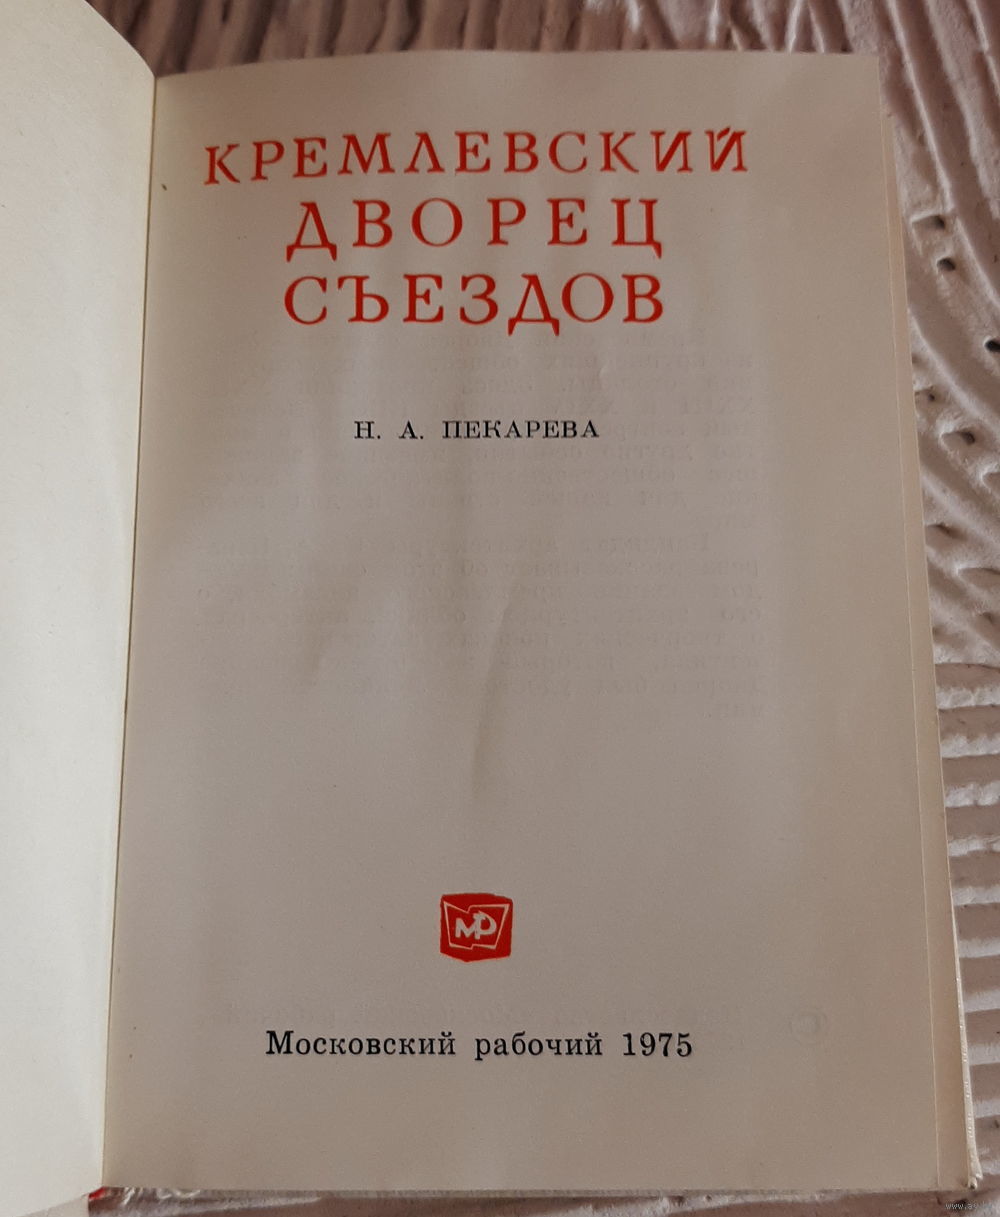 КРЕМЛЕВСКИЙ
ДВОРЕЦ
СЪЕЗДОВ
Н. А. ПЕКАРЕВА
МР
Московский рабочий 1975